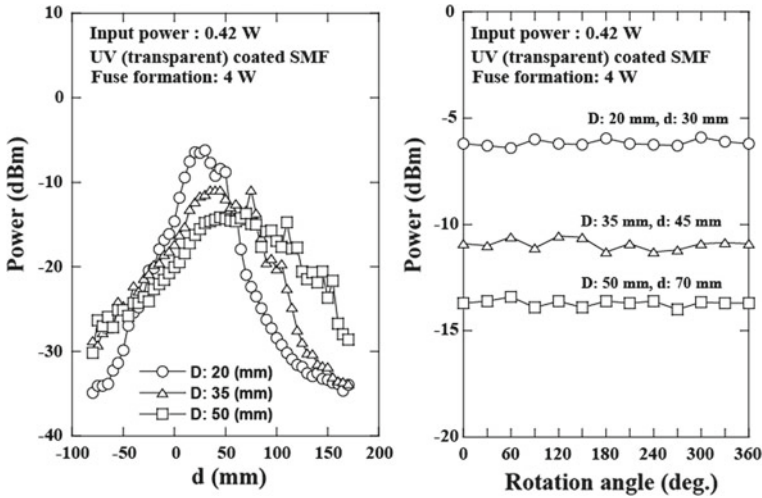 Input power : 0.42 W
UV (transparent) coated SMF
Fuse formation: 4 W
10
0
-10
-20
-30
-40
Power (dBm)
D: 20 (mm)
D: 35 (mm)
D: 50 (mm)
-100
-50
0
50
100
150
200
d (mm)
Input power : 0.42 W
UV (transparent) coated SMF
Fuse formation: 4 W
0
-5
-10
-15
-20
Power (dBm)
D: 20 mm, d: 30 mm
D: 35 mm, d: 45 mm
D: 50 mm, d: 70 mm
0
60
120
180
240
300
360
Rotation angle (deg.)